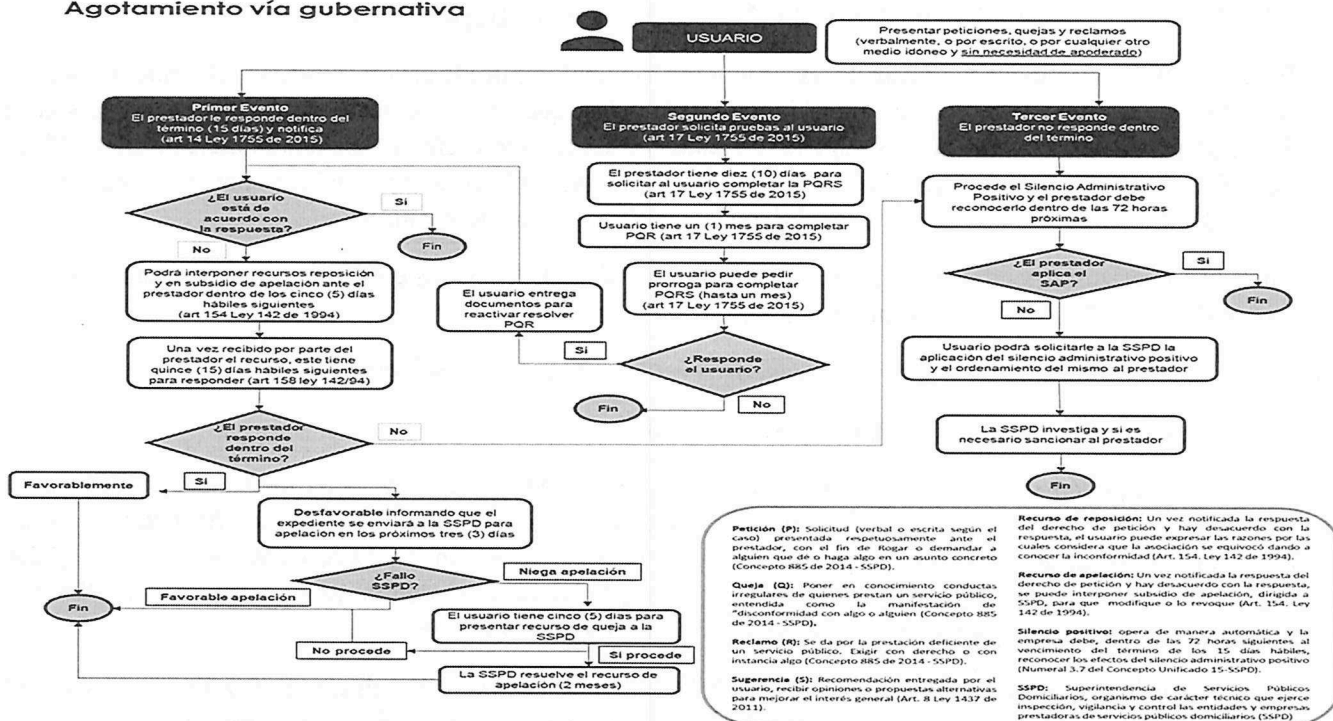 Agotamiento vía gubernativa
USUARIO
Presentar peticiones, quejas y reclamos
(verbalmente, o por escrito, o por cualquier otro
medio idóneo y sin necesidad de apoderado)
Primer Evento
El prestador le responde dentro del
término (15 días) y notifica
(art 14 Ley 1755 de 2015)
¿El usuario
está de
acuerdo con
la respuesta?
Si
Fin
No
Podrá interponer recursos reposición
y en subsidio de apelación ante el
prestador dentro de los cinco (5) días
hábiles siguientes
(art 154 Ley 142 de 1994)
Una vez recibido por parte del
prestador el recurso, este tiene
quince (15) días hábiles siguientes
para responder (art 158 ley 142/94)
¿El prestador
responde
dentro del
término?
No
Si
Favorablemente
Desfavorable informando que el
expediente se enviará a la SSPD para
apelacion en los próximos tres (3) días
¿Fallo
SSPD?
Niega apelación
Favorable apelación
Fin
El usuario tiene cinco (5) días para
presentar recurso de queja a la
SSPD
No procede
Si procede
La SSPD resuelve el recurso de
apelación (2 meses)
Segundo Evento
El prestador solicita pruebas al usuario
(art 17 Ley 1755 de 2015)
El prestador tiene diez (10) días para
solicitar al usuario completar la PQRS
(art 17 Ley 1755 de 2015)
Usuario tiene un (1) mes para completar
PQR (art 17 Ley 1755 de 2015)
El usuario puede pedir
prorroga para completar
PQRS (hasta un mes)
(art 17 Ley 1755 de 2015)
El usuario entrega
documentos para
reactivar resolver
PQR
Si
¿Responde
el usuario?
No
Fin
Tercer Evento
El prestador no responde dentro
del término
Procede el Silencio Administrativo
Positivo y el prestador debe
reconocerlo dentro de las 72 horas
próximas
¿El prestador
aplica el
SAP?
Si
Fin
No
Usuario podrá solicitarle a la SSPD la
aplicación del silencio administrativo positivo
y el ordenamiento del mismo al prestador
La SSPD investiga y si es
necesario sancionar al prestador
Fin
Petición (P): Solicitud (verbal o escrita según el
caso) presentada respetuosamente ante el
prestador, con el fin de Rogar o demandar a
alguien que dé o haga algo en un asunto concreto
(Concepto 885 de 2014 - SSPD).
Queja (Q): Poner en conocimiento conductas
irregulares de quienes prestan un servicio público,
entendida como la manifestación de
"disconformidad con algo o alguien (Concepto 885
de 2014 - SSPD).
Reclamo (R): Se da por la prestación deficiente de
un servicio público. Exigir con derecho o con
instancia algo (Concepto 885 de 2014 - SSPD).
Sugerencia (S): Recomendación entregada por el
usuario, recibir opiniones o propuestas alternativas
para mejorar el interés general (Art. 8 Ley 1437 de
2011).
Recurso de reposición: Un vez notificada la respuesta
del derecho de petición y hay desacuerdo con la
respuesta, el usuario puede expresar las razones por las
cuales considera que la asociación se equivocó dando a
conocer la inconformidad (Art. 154. Ley 142 de 1994).
Recurso de apelación: Un vez notificada la respuesta del
derecho de petición y hay desacuerdo con la respuesta,
se puede interponer subsidio de apelación, dirigida a
SSPD, para que modifique o lo revoque (Art. 154. Ley
142 de 1994).
Silencio positivo: opera de manera automática y la
empresa debe, dentro de las 72 horas siguientes al
vencimiento del término de los 15 días hábiles,
reconocer los efectos del silencio administrativo positivo
(Numeral 3.7 del Concepto Unificado 15-SSPD).
SSPD: Superintendencia de Servicios Públicos
Domiciliarios, organismo de carácter técnico que ejerce
inspección, vigilancia y control las entidades y empresas
prestadoras de servicios públicos domiciliarios (SSPD)